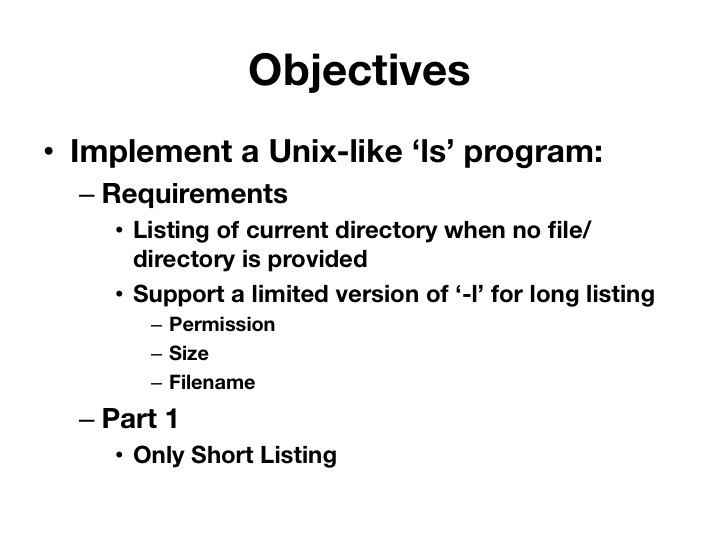 Objectives
• Implement a Unix-like ‘ls’ program:
– Requirements
• Listing of current directory when no file/
directory is provided
• Support a limited version of ‘-l’ for long listing
– Permission
– Size
– Filename
– Part 1
• Only Short Listing